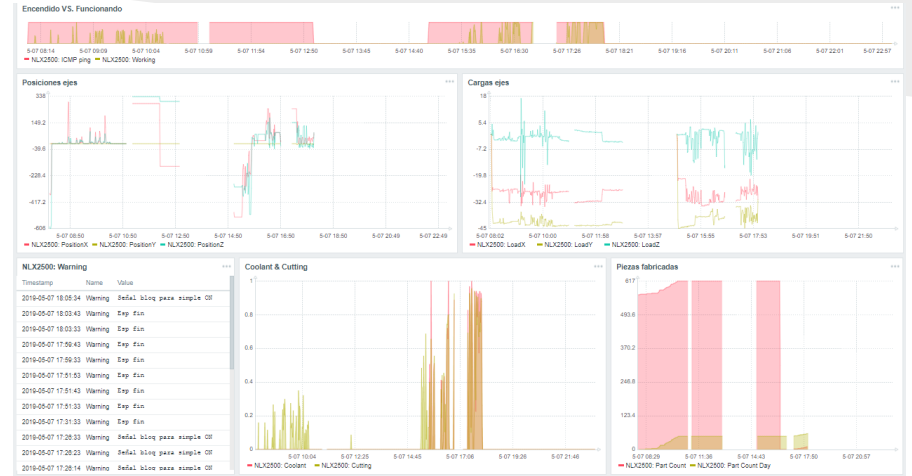 Encendido VS. Funcionando
5-07 08:14 5-07 09:09 5-07 10:04 5-07 10:59 5-07 11:54 5-07 12:50 5-07 13:45 5-07 14:40 5-07 15:35 5-07 16:30 5-07 17:26 5-07 18:21 5-07 19:16 5-07 20:11 5-07 21:06 5-07 22:01 5-07 22:57
NLX2500: ICMP ping NLX2500: Working
Posiciones ejes
338
149.2
-39.6
-228.4
-417.2
-606
5-07 08:50 5-07 10:50 5-07 12:50 5-07 14:50 5-07 16:50 5-07 18:50 5-07 20:49 5-07 22:49
NLX2500: PositionX NLX2500: PositionY NLX2500: PositionZ
Cargas ejes
18
5.4
-7.2
-19.8
-32.4
-45
5-07 08:02 5-07 10:00 5-07 11:58 5-07 13:57 5-07 15:55 5-07 17:53 5-07 19:51 5-07 21:50
NLX2500: LoadX NLX2500: LoadY NLX2500: LoadZ
NLX2500: Warning
Timestamp Name Value
2019-05-07 18:05:34 Warning Señal bloq para simple ON
2019-05-07 18:03:43 Warning Esp fin
2019-05-07 18:03:33 Warning Esp fin
2019-05-07 17:59:43 Warning Esp fin
2019-05-07 17:59:33 Warning Esp fin
2019-05-07 17:51:53 Warning Esp fin
2019-05-07 17:51:43 Warning Esp fin
2019-05-07 17:51:33 Warning Esp fin
2019-05-07 17:31:33 Warning Esp fin
2019-05-07 17:26:33 Warning Señal bloq para simple ON
2019-05-07 17:26:23 Warning Señal bloq para simple ON
2019-05-07 17:26:14 Warning Señal bloq para simple ON
Coolant & Cutting
1
0.8
0.6
0.4
0.2
0
5-07 10:04 5-07 12:25 5-07 14:45 5-07 17:06 5-07 19:28 5-07 21:48
NLX2500: Coolant NLX2500: Cutting
Piezas fabricadas
617
493.6
370.2
246.8
123.4
0
5-07 08:29 5-07 11:36 5-07 14:43 5-07 17:50 5-07 20:57
NLX2500: Part Count NLX2500: Part Count Day